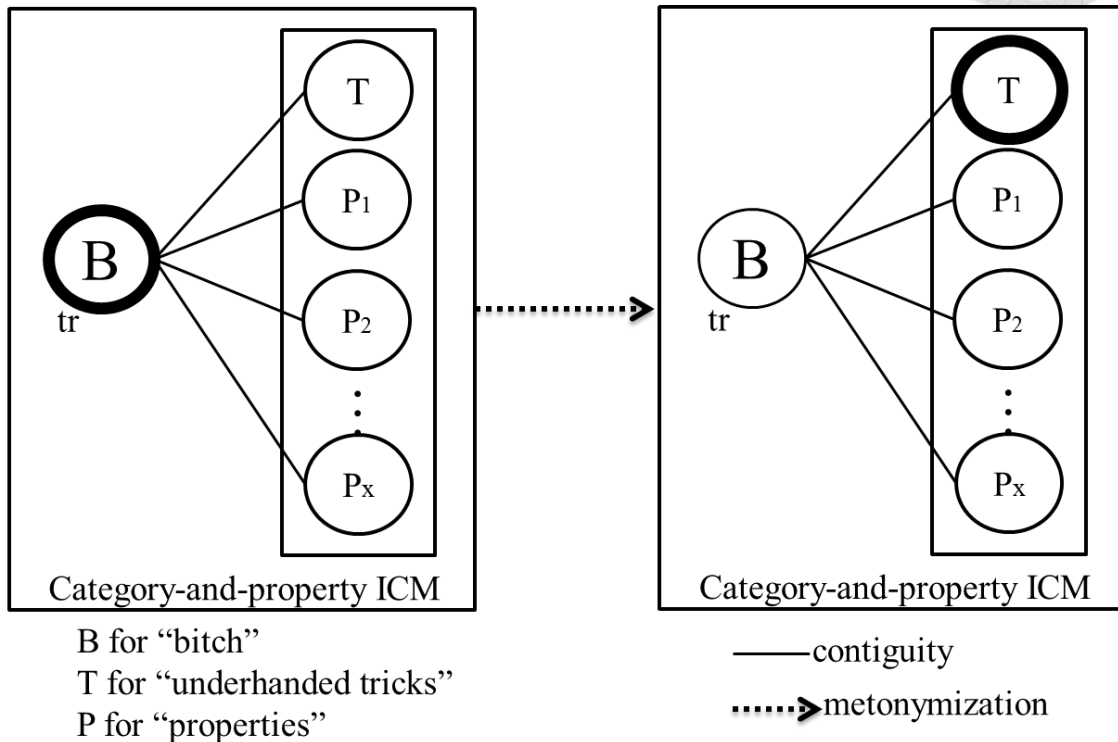 T
P1
B
tr
P2
Px
Category-and-property ICM
T
P1
B
tr
P2
Px
Category-and-property ICM
B for “bitch”
T for “underhanded tricks”
P for “properties”
contiguity
metonymization